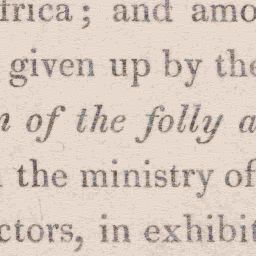 frica; and amo
given up by the
n of the folly a
the ministry of
ctors, in exhibit